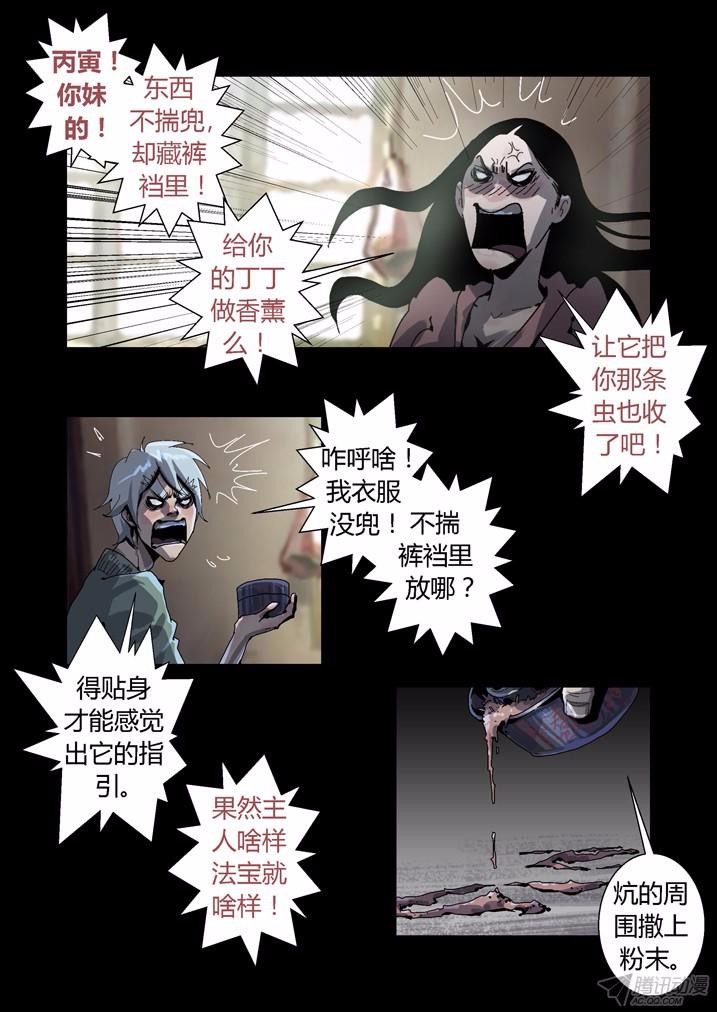 丙寅！
你妹
的！
东西
不揣兜，
却藏裤
裆里！
给你
的丁丁
做香薰
么！
让它把
你那条
虫也收
了吧！
咋呼啥！
我衣服
没兜！
不揣
裤裆里
放哪？
得贴身
才能感觉
出它的指
引。
果然主
人啥样
法宝就
啥样！
炕的周
围撒上
粉末。
腾讯动漫
AC.QQ.COM